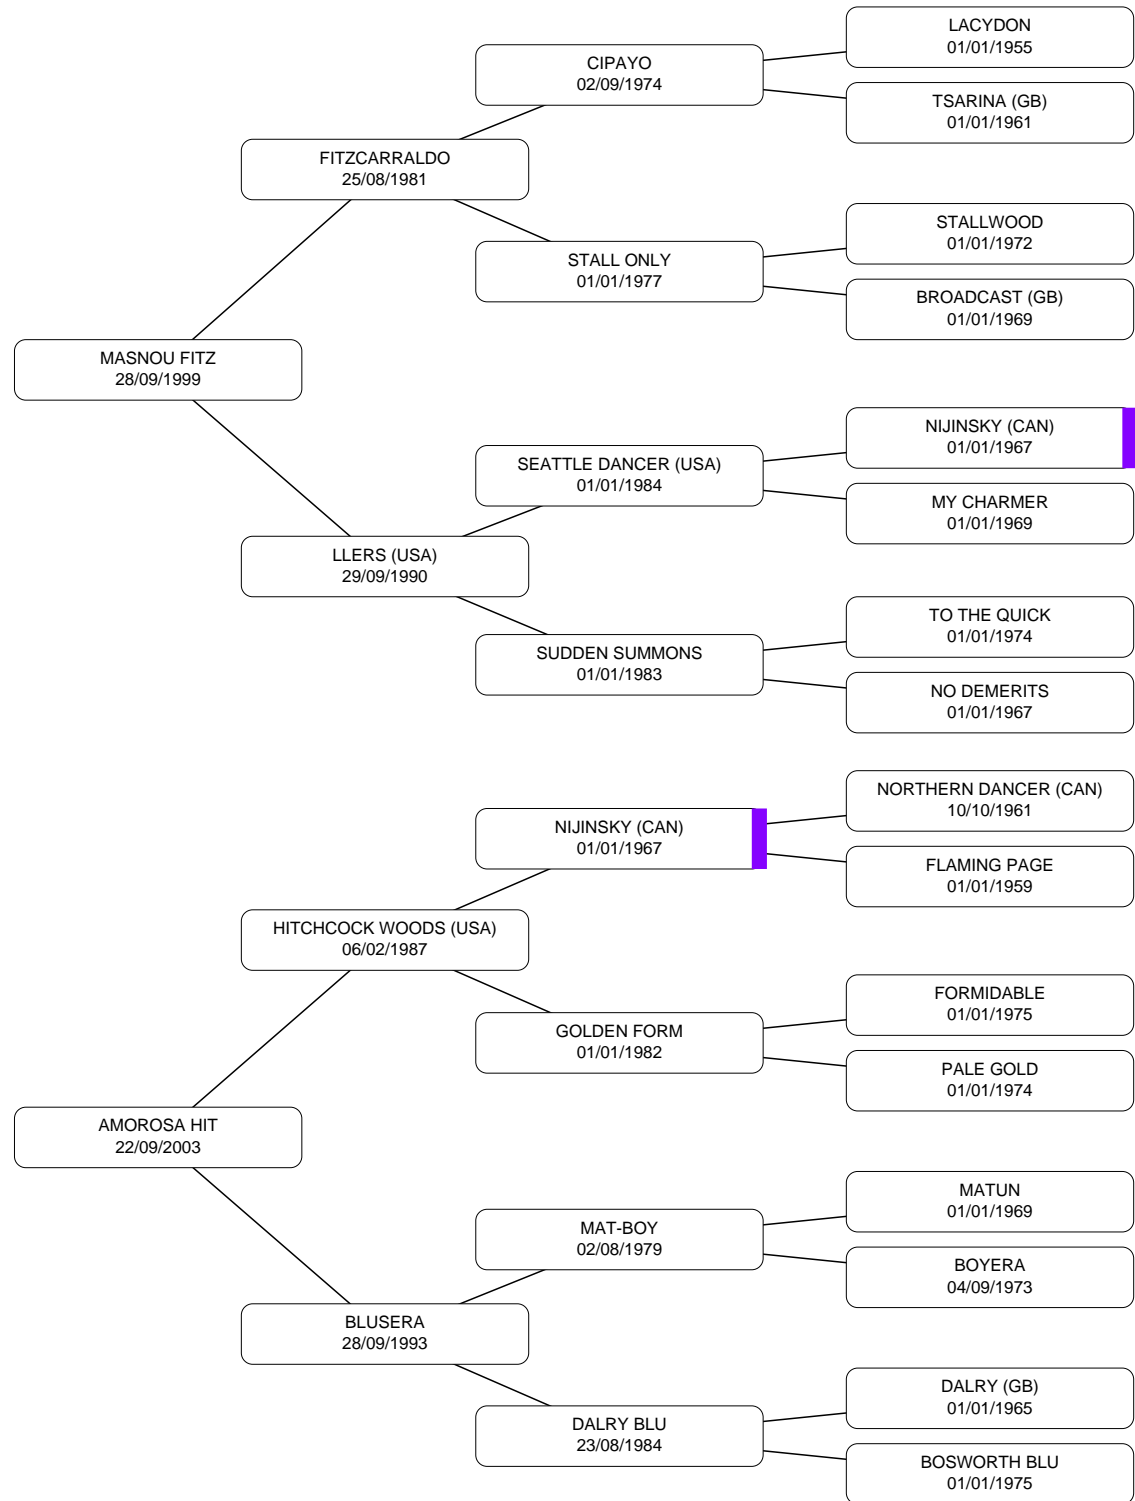 LACYDON
01/01/1955
CIPAYO
02/09/1974
TSARINA (GB)
01/01/1961
FITZCARRALDO
25/08/1981
STALLWOOD
01/01/1972
STALL ONLY
01/01/1977
BROADCAST (GB)
01/01/1969
MASNOU FITZ
28/09/1999
NIJINSKY (CAN)
01/01/1967
SEATTLE DANCER (USA)
01/01/1984
MY CHARMER
01/01/1969
LLERS (USA)
29/09/1990
TO THE QUICK
01/01/1974
SUDDEN SUMMONS
01/01/1983
NO DEMERITS
01/01/1967
NORTHERN DANCER (CAN)
10/10/1961
NIJINSKY (CAN)
01/01/1967
FLAMING PAGE
01/01/1959
HITCHCOCK WOODS (USA)
06/02/1987
FORMIDABLE
01/01/1975
GOLDEN FORM
01/01/1982
PALE GOLD
01/01/1974
AMOROSA HIT
22/09/2003
MATUN
01/01/1969
MAT-BOY
02/08/1979
BOYERA
04/09/1973
BLUSERA
28/09/1993
DALRY (GB)
01/01/1965
DALRY BLU
23/08/1984
BOSWORTH BLU
01/01/1975